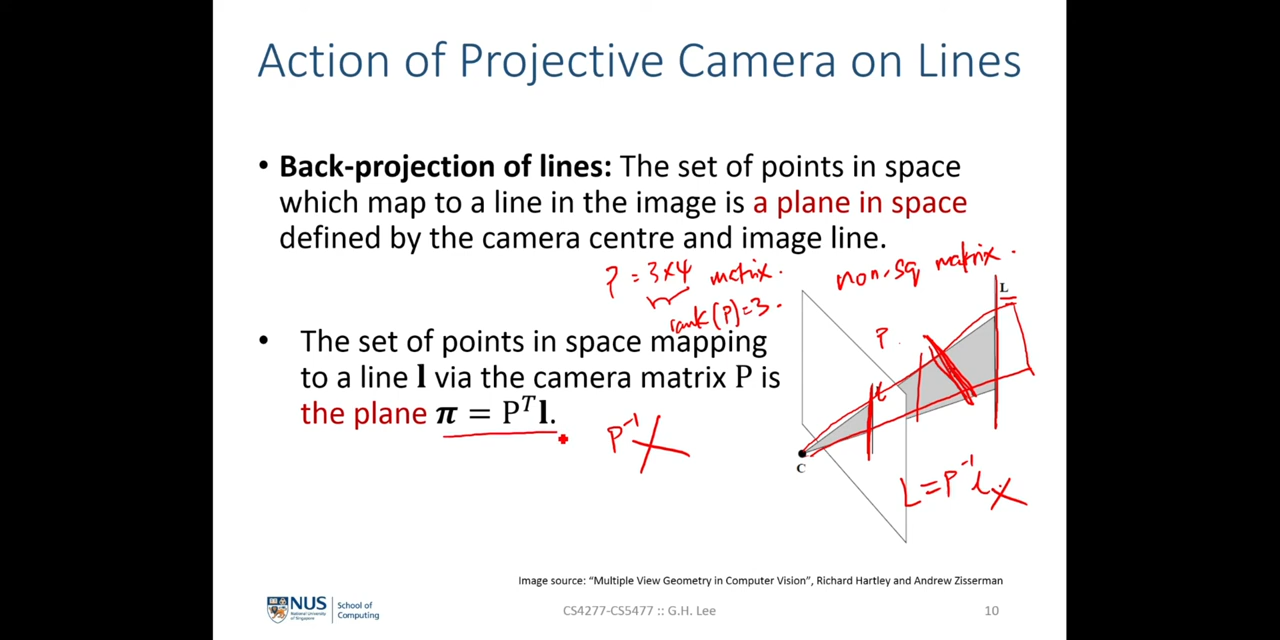 Action of Projective Camera on Lines
• Back-projection of lines: The set of points in space
which map to a line in the image is a plane in space
defined by the camera centre and image line.
P = 3×4 matrix.
rank(P)=3.
non-sq matrix.
L
P.
l
• The set of points in space mapping
to a line l via the camera matrix P is
the plane π = Pᵀl.
P⁻¹
C
L=P⁻¹l
Image source: “Multiple View Geometry in Computer Vision”, Richard Hartley and Andrew Zisserman
NUS
National University
of Singapore
School of
Computing
CS4277-CS5477 :: G.H. Lee
10